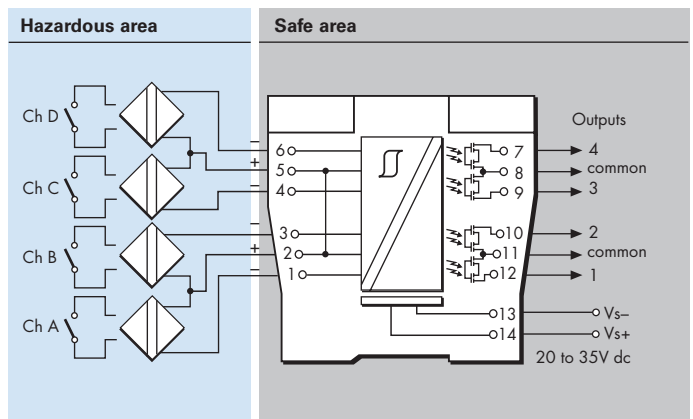 Hazardous area
Safe area
Ch D
Ch C
Ch B
Ch A
–
+
–
–
+
–
6
5
4
3
2
1
7
8
9
10
11
12
13
14
Outputs
4
common
3
2
common
1
Vs–
Vs+
20 to 35V dc